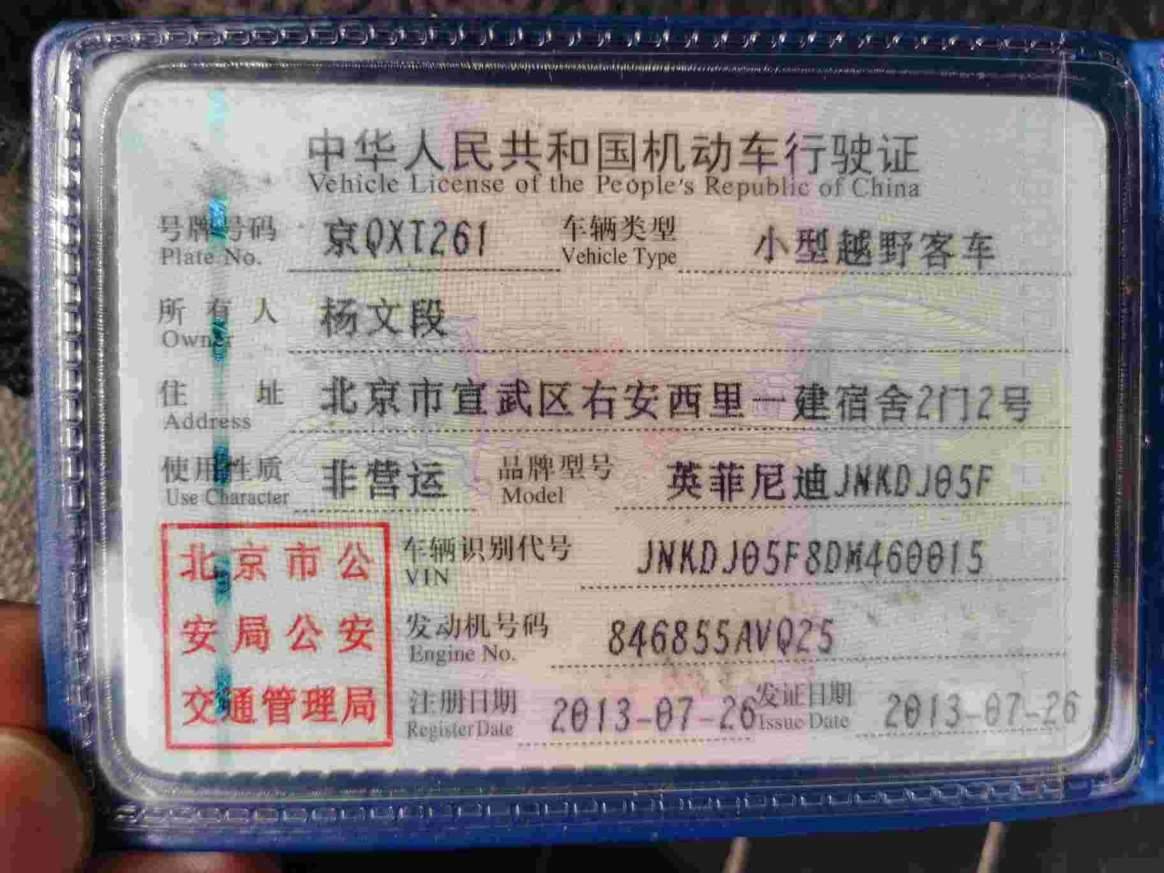 中华人民共和国机动车行驶证
Vehicle License of the People's Republic of China
号牌号码 京QXT261 车辆类型 小型越野客车
Plate No. Vehicle Type
所有人 杨文段
Owner
住址 北京市宣武区右安西里一建宿舍2门2号
Address
使用性质 非营运 品牌型号 英菲尼迪JNKDJ05F
Use Character Model
北京市公
安局公安
交通管理局
车辆识别代号 JNKDJ05F8DM460015
VIN
发动机号码 846855AVQ25
Engine No.
注册日期 2013-07-26 发证日期 2013-07-26
Register Date Issue Date